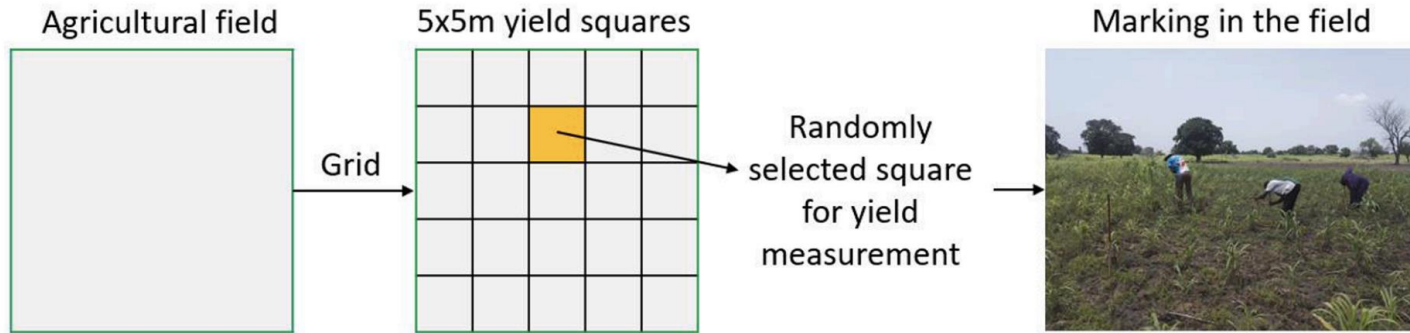 Agricultural field
5x5m yield squares
Marking in the field
Grid
Randomly
selected square
for yield
measurement